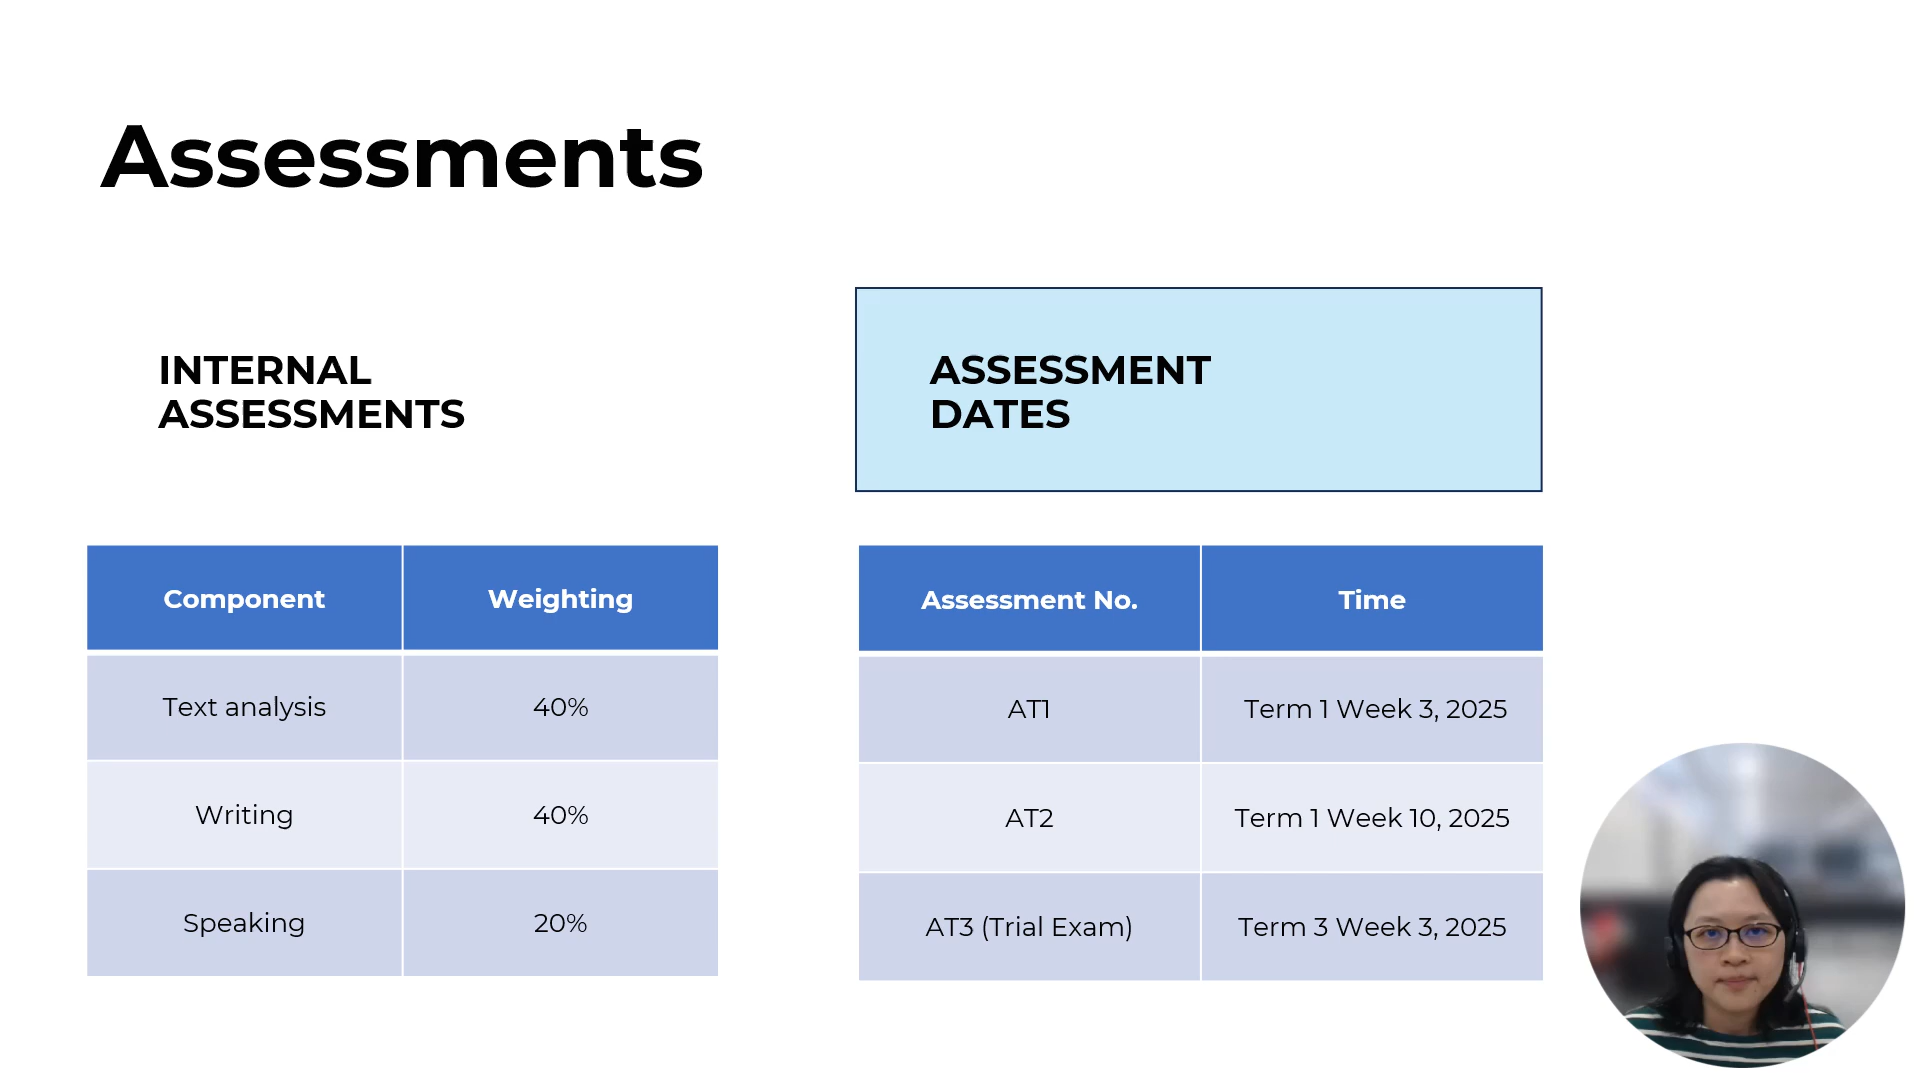 Assessments
INTERNAL
ASSESSMENTS
Component Weighting
Text analysis 40%
Writing 40%
Speaking 20%
ASSESSMENT
DATES
Assessment No. Time
AT1 Term 1 Week 3, 2025
AT2 Term 1 Week 10, 2025
AT3 (Trial Exam) Term 3 Week 3, 2025